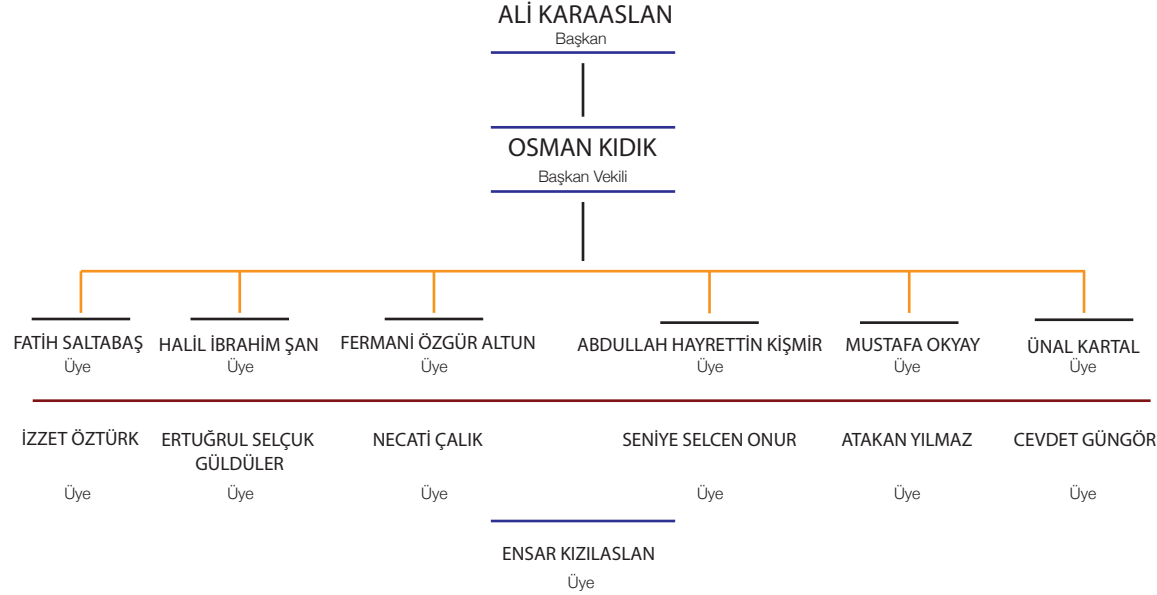 ALİ KARAASLAN
Başkan
OSMAN KIDIK
Başkan Vekili
FATİH SALTABAŞ
Üye
HALİL İBRAHİM ŞAN
Üye
FERMANİ ÖZGÜR ALTUN
Üye
ABDULLAH HAYRETTİN KİŞMİR
Üye
MUSTAFA OKYAY
Üye
ÜNAL KARTAL
Üye
İZZET ÖZTÜRK
Üye
ERTUĞRUL SELÇUK
GÜLDÜLER
Üye
NECATİ ÇALIK
Üye
SENİYE SELCEN ONUR
Üye
ATAKAN YILMAZ
Üye
CEVDET GÜNGÖR
Üye
ENSAR KIZILASLAN
Üye